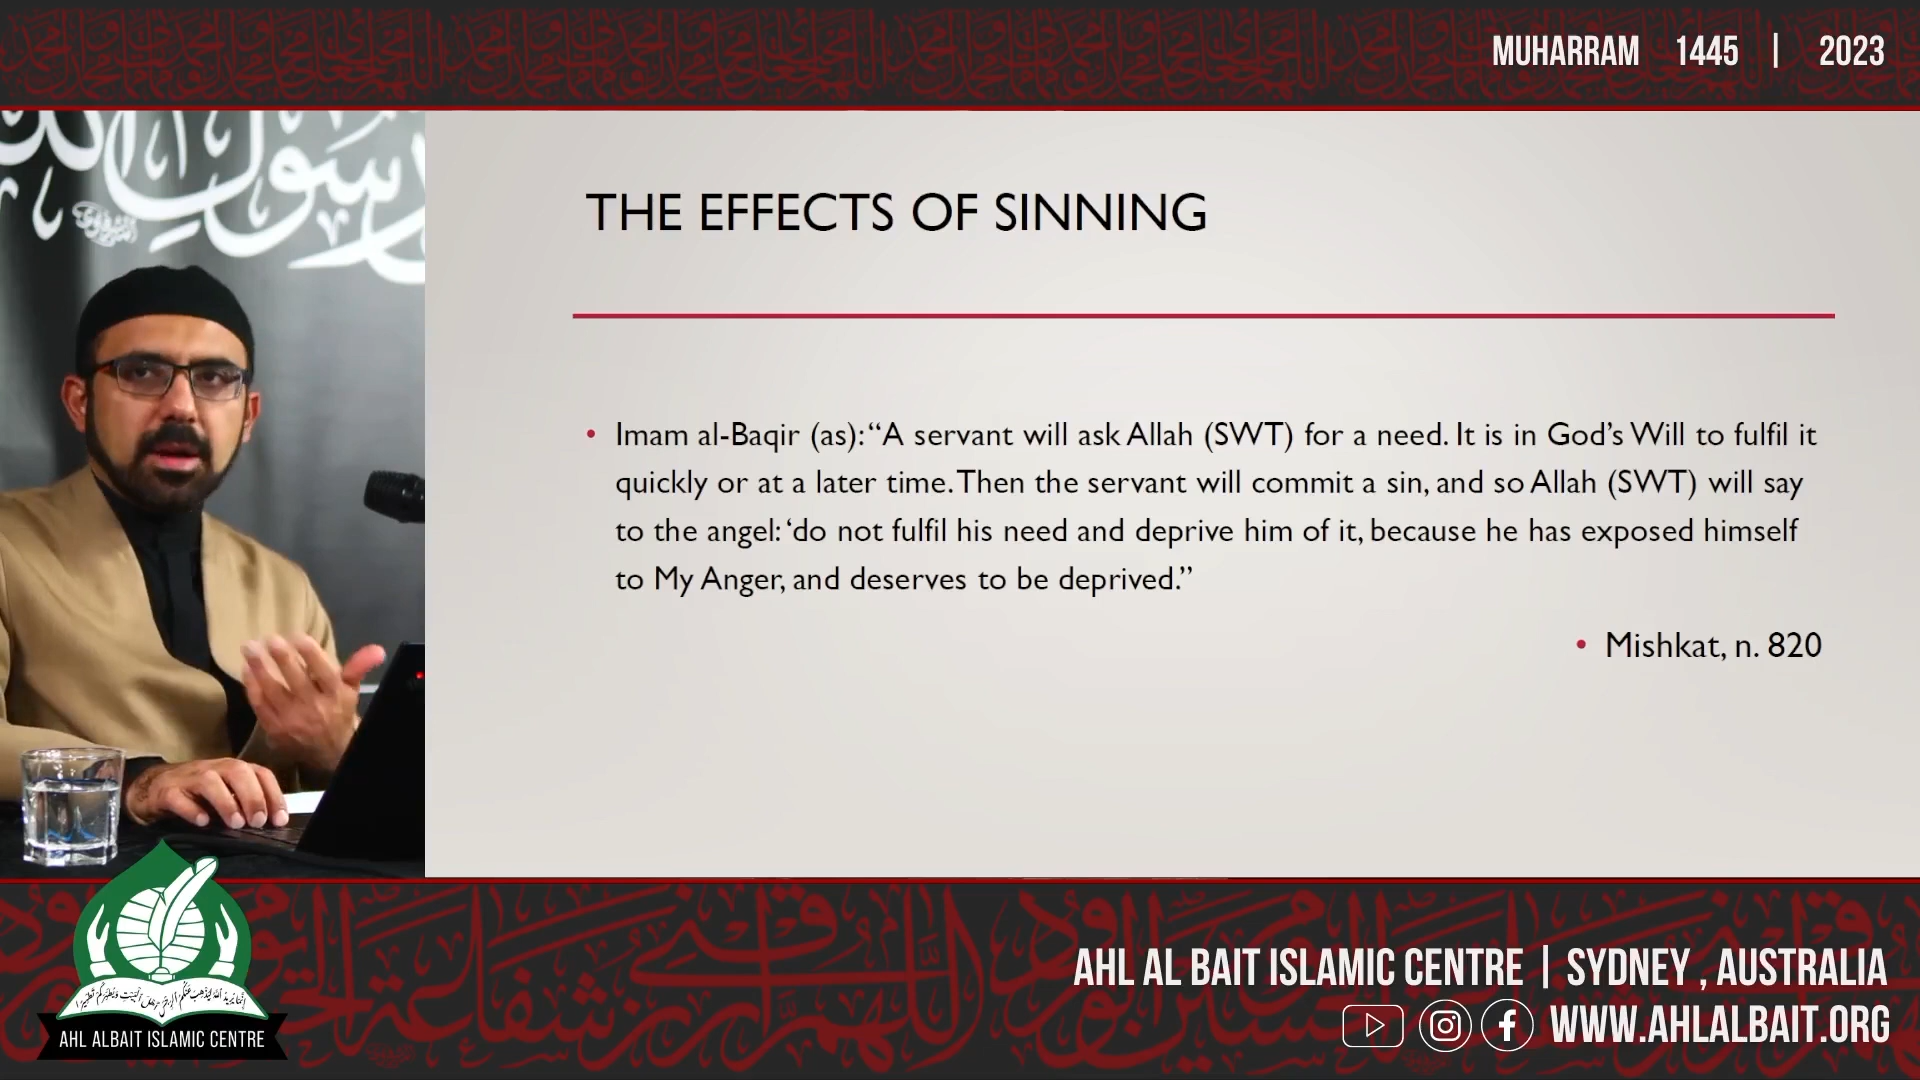 MUHARRAM 1445 | 2023
THE EFFECTS OF SINNING
• Imam al-Baqir (as): “A servant will ask Allah (SWT) for a need. It is in God’s Will to fulfil it
quickly or at a later time. Then the servant will commit a sin, and so Allah (SWT) will say
to the angel: ‘do not fulfil his need and deprive him of it, because he has exposed himself
to My Anger, and deserves to be deprived.”
• Mishkat, n. 820
AHL AL BAIT ISLAMIC CENTRE | SYDNEY , AUSTRALIA
WWW.AHLALBAIT.ORG
AHL ALBAIT ISLAMIC CENTRE